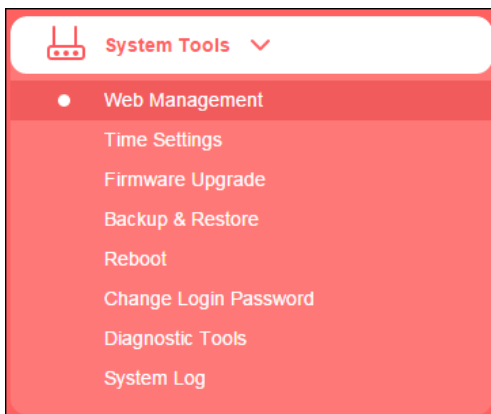 System Tools
Web Management
Time Settings
Firmware Upgrade
Backup & Restore
Reboot
Change Login Password
Diagnostic Tools
System Log